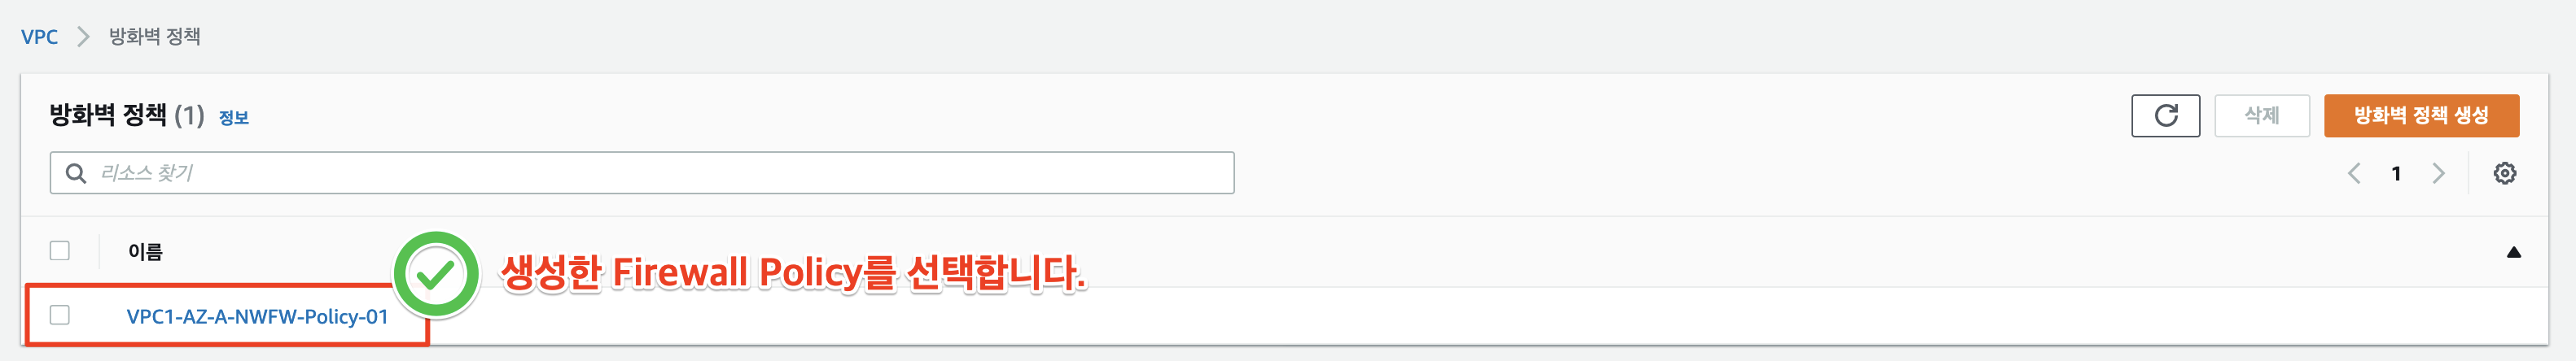 VPC > 방화벽 정책
방화벽 정책 (1) 정보
삭제
방화벽 정책 생성
리소스 찾기
1
이름
생성한 Firewall Policy를 선택합니다.
VPC1-AZ-A-NWFW-Policy-01